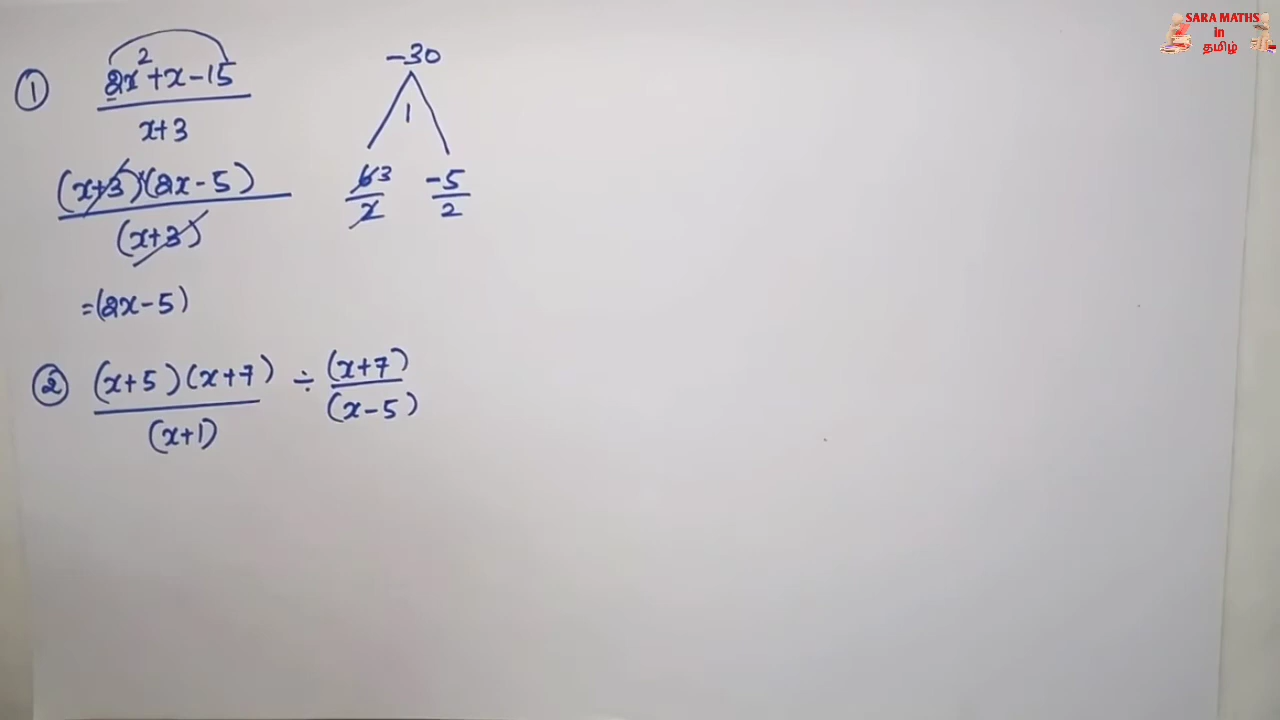 SARA MATHS
in
தமிழ்
① 2x² + x - 15
x+3
(x+3)(2x-5)
(x+3)
= (2x-5)
-30
1
6 3 -5
2 2
② (x+5)(x+7) ÷ (x+7)
(x+1) (x-5)